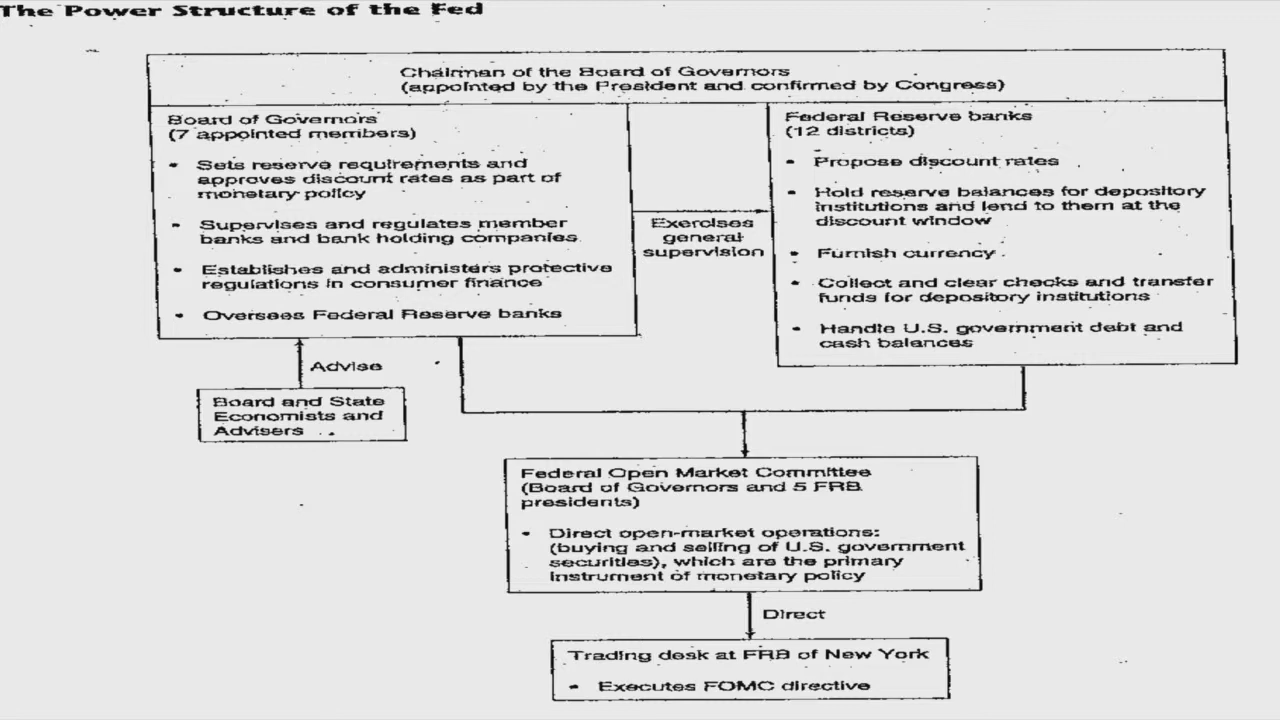 The Power Structure of the Fed
Chairman of the Board of Governors
(appointed by the President and confirmed by Congress)
Board of Governors
(7 appointed members)
• Sets reserve requirements and
approves discount rates as part of
monetary policy
• Supervises and regulates member
banks and bank holding companies
• Establishes and administers protective
regulations in consumer finance
• Oversees Federal Reserve banks
Exercises
general
supervision
Federal Reserve banks
(12 districts)
• Propose discount rates
• Hold reserve balances for depository
institutions and lend to them at the
discount window
• Furnish currency
• Collect and clear checks and transfer
funds for depository institutions
• Handle U.S. government debt and
cash balances
Advise
Board and State
Economists and
Advisers
Federal Open Market Committee
(Board of Governors and 5 FRB
presidents)
• Direct open-market operations:
(buying and selling of U.S. government
securities), which are the primary
instrument of monetary policy
Direct
Trading desk at FRB of New York
• Executes FOMC directive